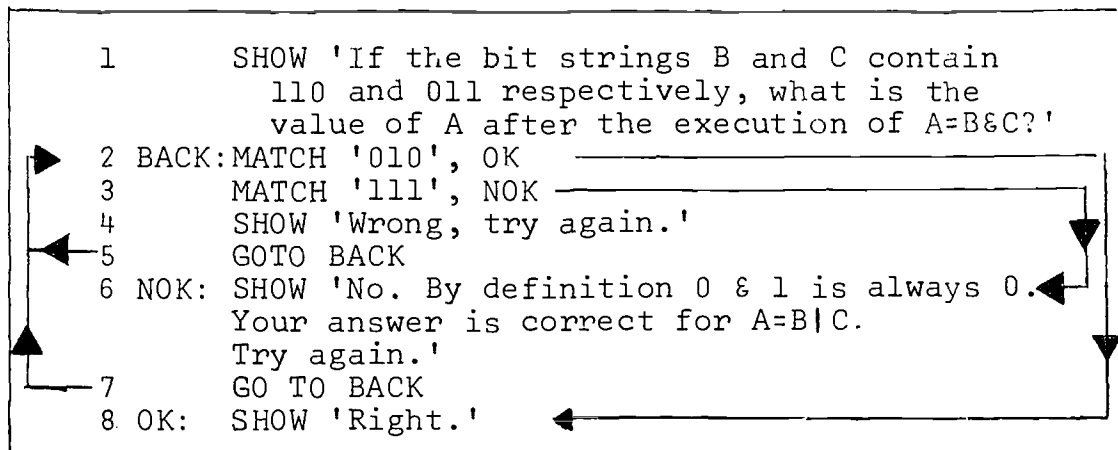 1 SHOW 'If the bit strings B and C contain
110 and 011 respectively, what is the
value of A after the execution of A=B&C?'
2 BACK:MATCH '010', OK
3 MATCH '111', NOK
4 SHOW 'Wrong, try again.'
5 GOTO BACK
6 NOK: SHOW 'No. By definition 0 & 1 is always 0.
Your answer is correct for A=B|C.
Try again.'
7 GO TO BACK
8 OK: SHOW 'Right.'